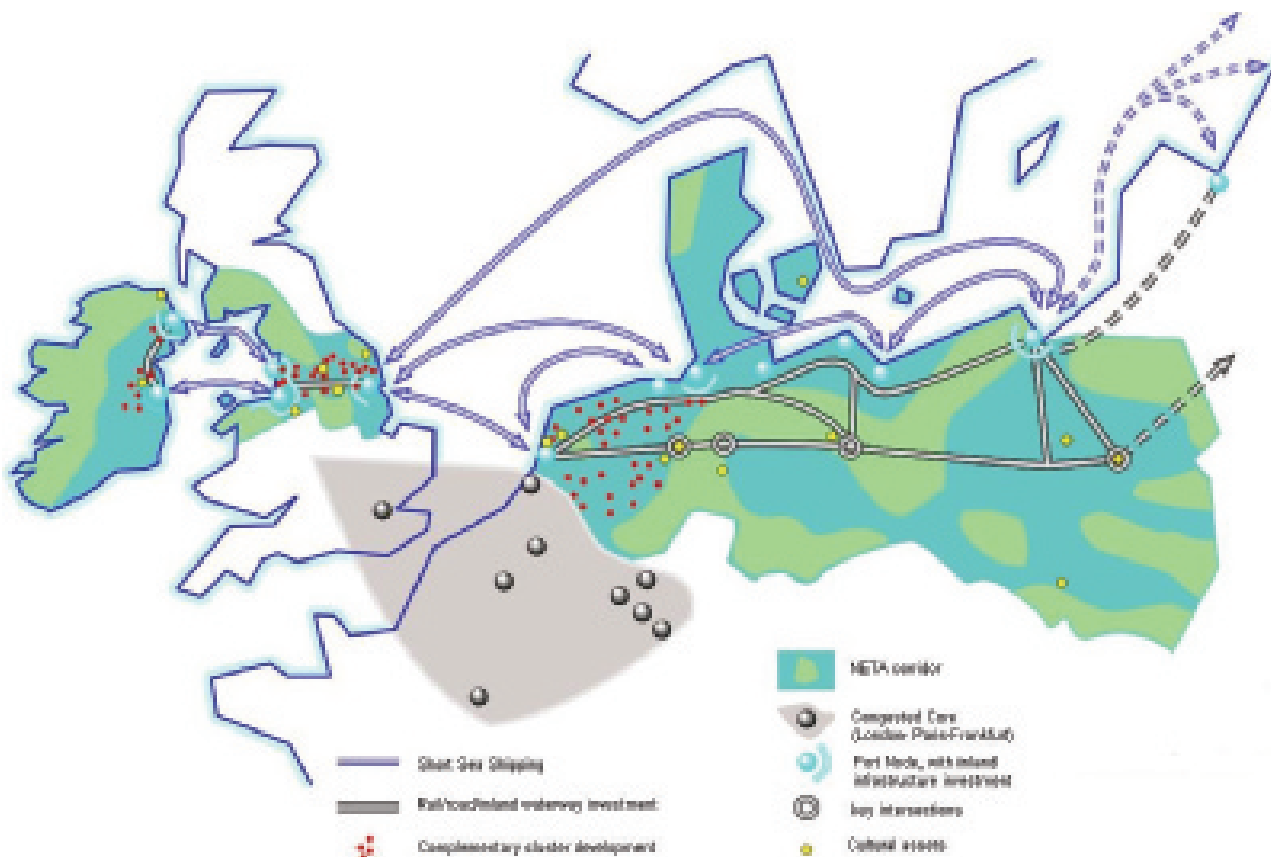 NETA corridor
Congested Core
(London-Paris-Frankfurt)
Port Node, with inland
infrastructure investment
key intersections
Cultural assets
Short Sea Shipping
Rail/road/inland waterway investment
Complementary cluster development